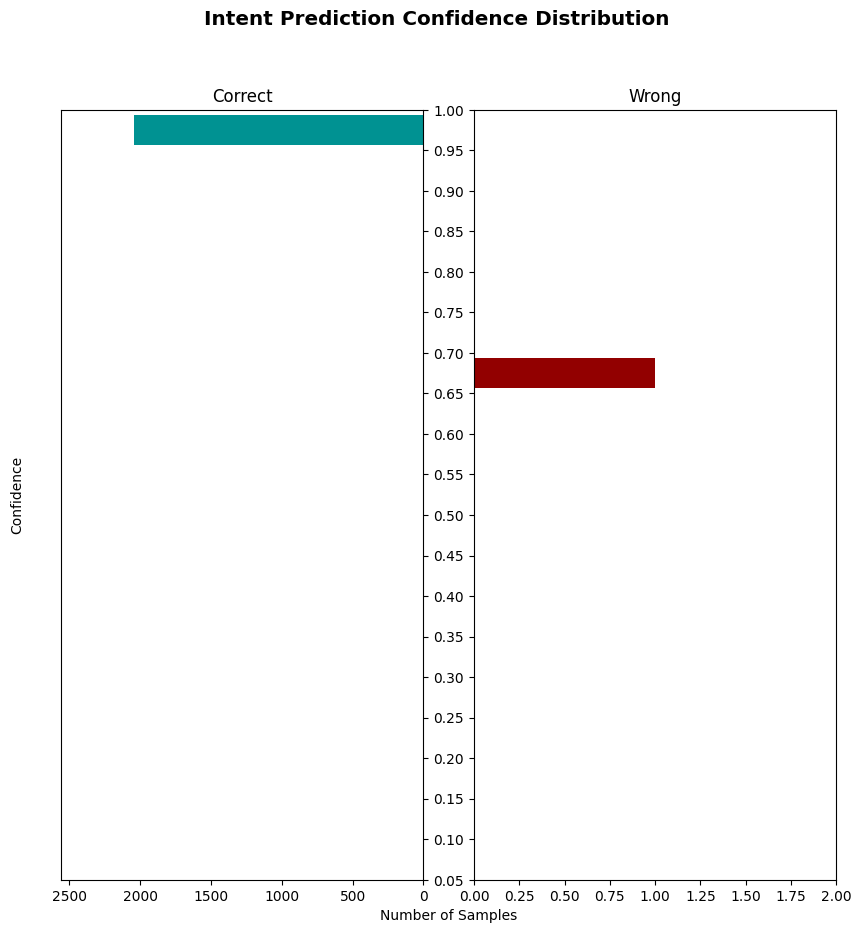 Intent Prediction Confidence Distribution
Correct
Wrong
1.00
0.95
0.90
0.85
0.80
0.75
0.70
0.65
0.60
0.55
0.50
0.45
0.40
0.35
0.30
0.25
0.20
0.15
0.10
0.05
Confidence
2500 2000 1500 1000 500 0
0.00 0.25 0.50 0.75 1.00 1.25 1.50 1.75 2.00
Number of Samples